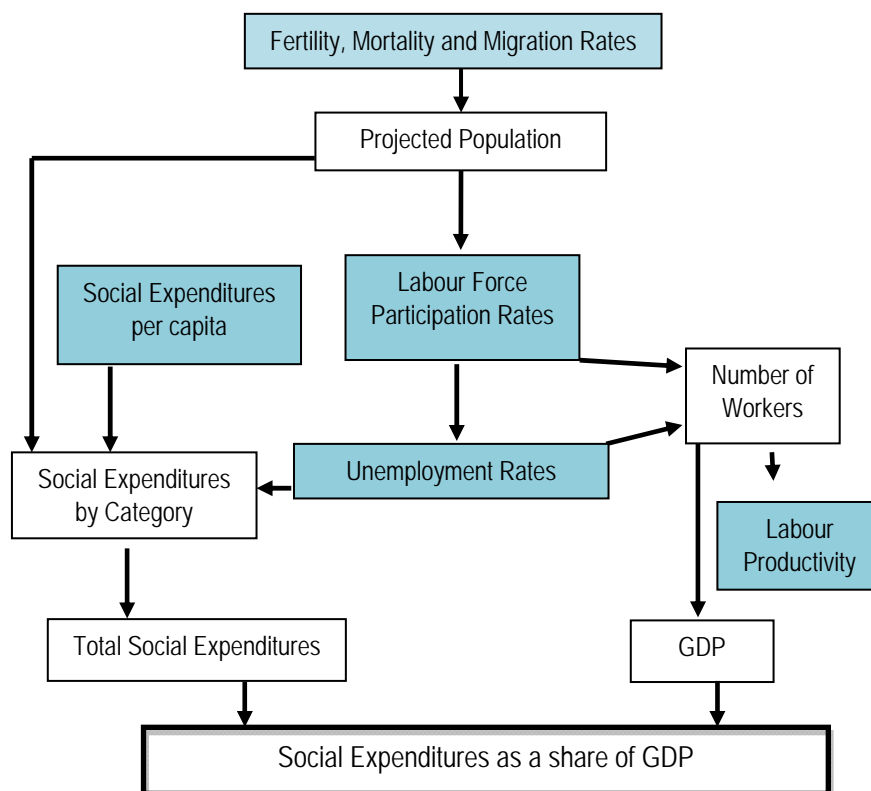 Fertility, Mortality and Migration Rates
Projected Population
Social Expenditures
per capita
Labour Force
Participation Rates
Number of
Workers
Social Expenditures
by Category
Unemployment Rates
Labour
Productivity
Total Social Expenditures
GDP
Social Expenditures as a share of GDP